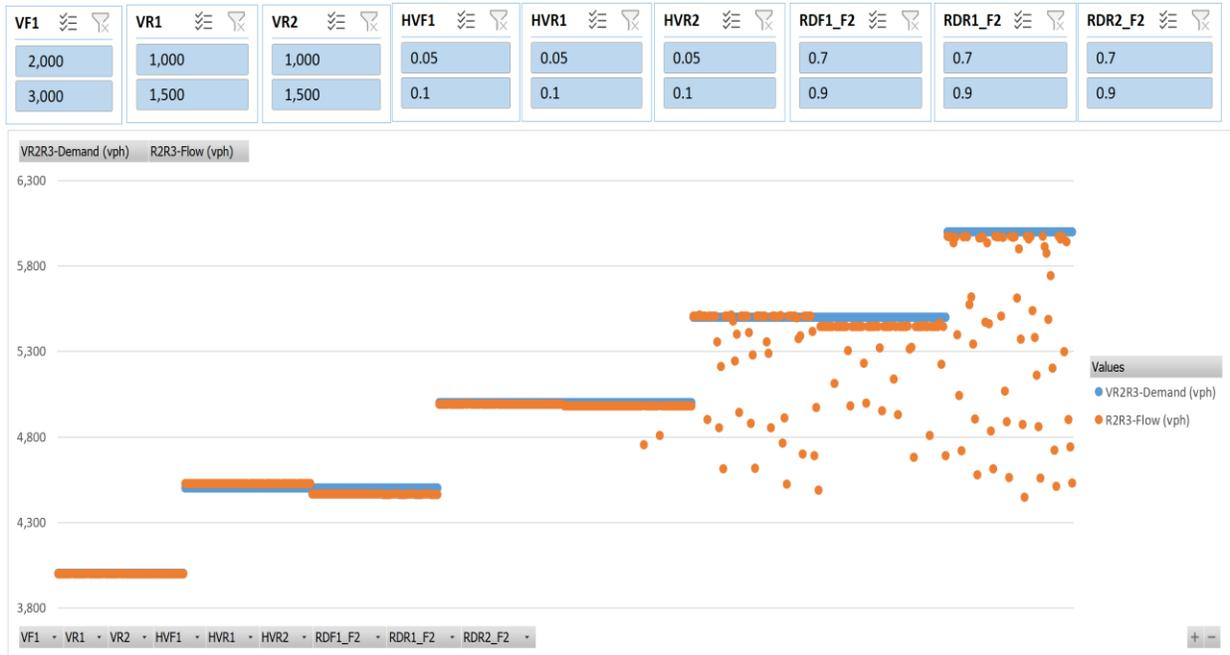 VF1 VR1 VR2 HVF1 HVR1 HVR2 RDF1_F2 RDR1_F2 RDR2_F2
2,000 1,000 1,000 0.05 0.05 0.05 0.7 0.7 0.7
3,000 1,500 1,500 0.1 0.1 0.1 0.9 0.9 0.9
VR2R3-Demand (vph) R2R3-Flow (vph)
6,300
5,800
5,300
Values
VR2R3-Demand (vph)
R2R3-Flow (vph)
4,800
4,300
3,800
VF1 VR1 VR2 HVF1 HVR1 HVR2 RDF1_F2 RDR1_F2 RDR2_F2 + −